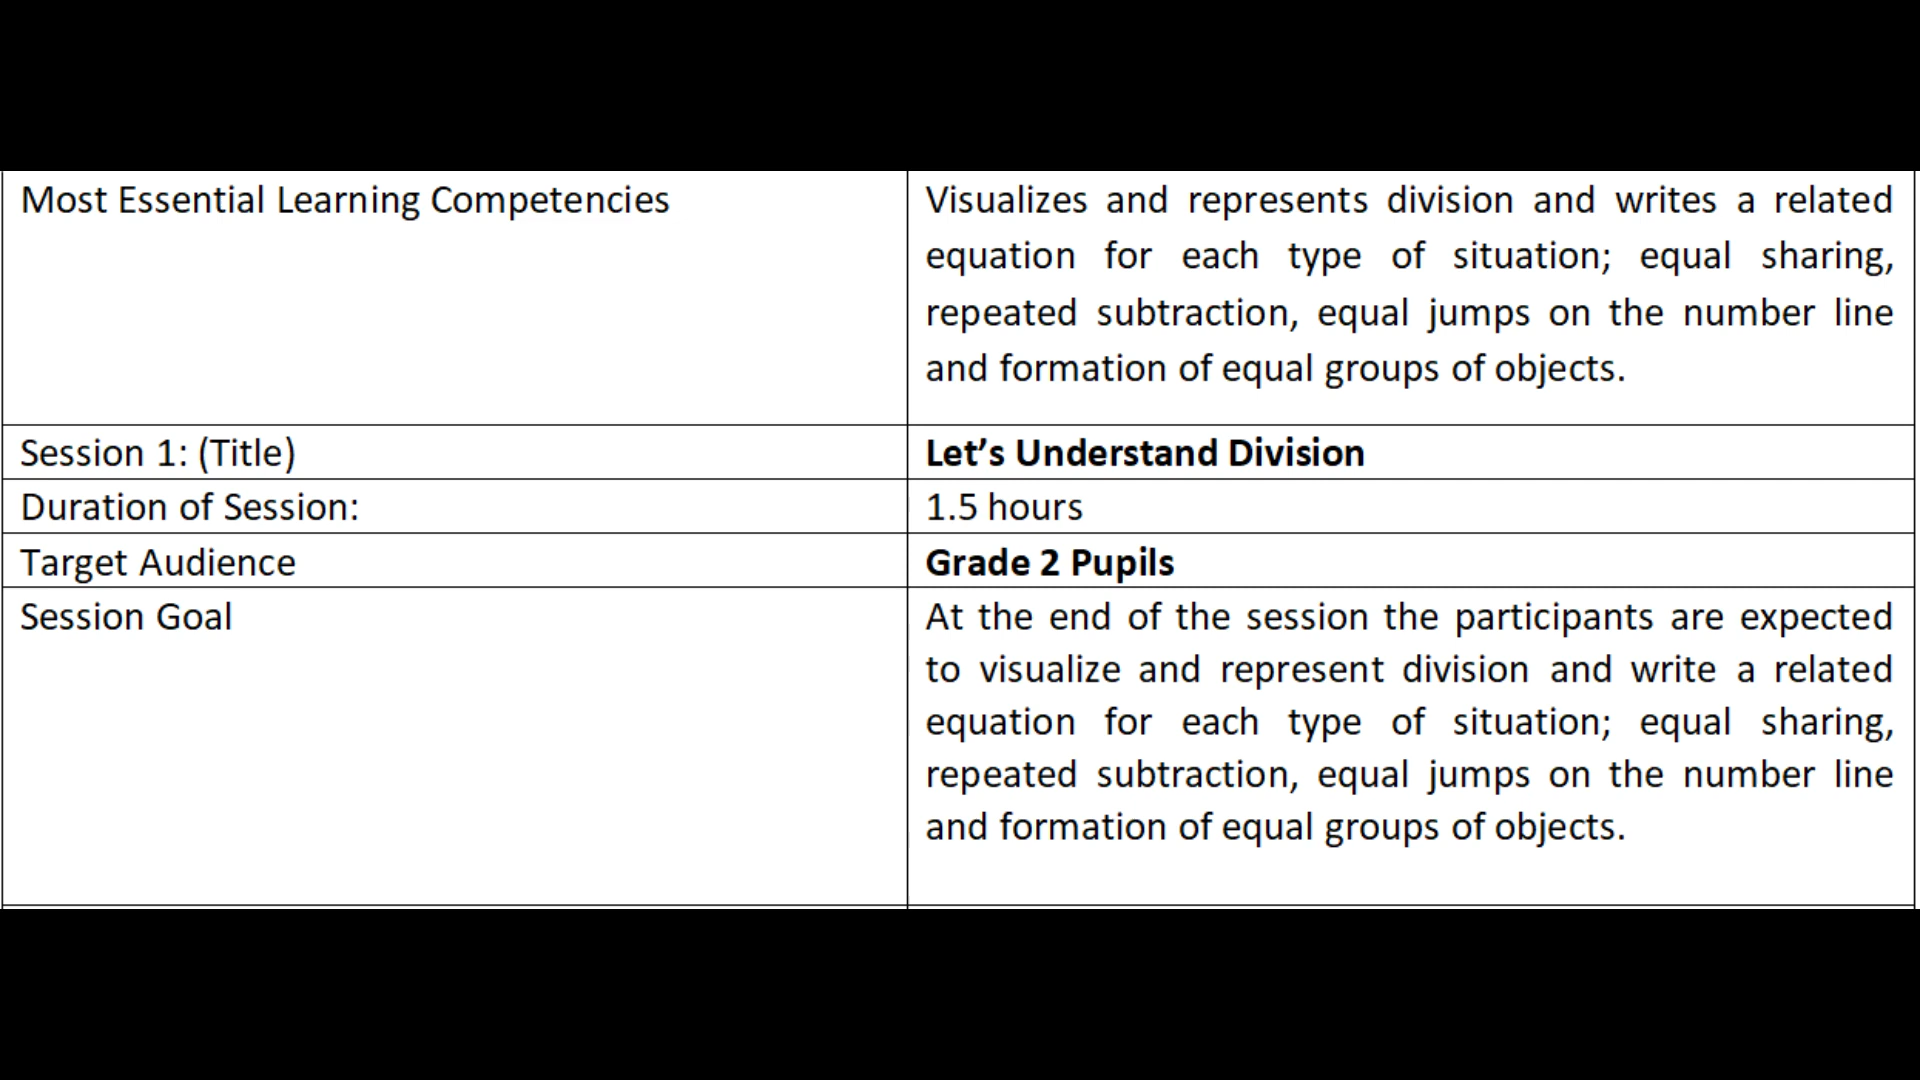 Most Essential Learning Competencies
Visualizes and represents division and writes a related
equation for each type of situation; equal sharing,
repeated subtraction, equal jumps on the number line
and formation of equal groups of objects.
Session 1: (Title)
Let’s Understand Division
Duration of Session:
1.5 hours
Target Audience
Grade 2 Pupils
Session Goal
At the end of the session the participants are expected
to visualize and represent division and write a related
equation for each type of situation; equal sharing,
repeated subtraction, equal jumps on the number line
and formation of equal groups of objects.